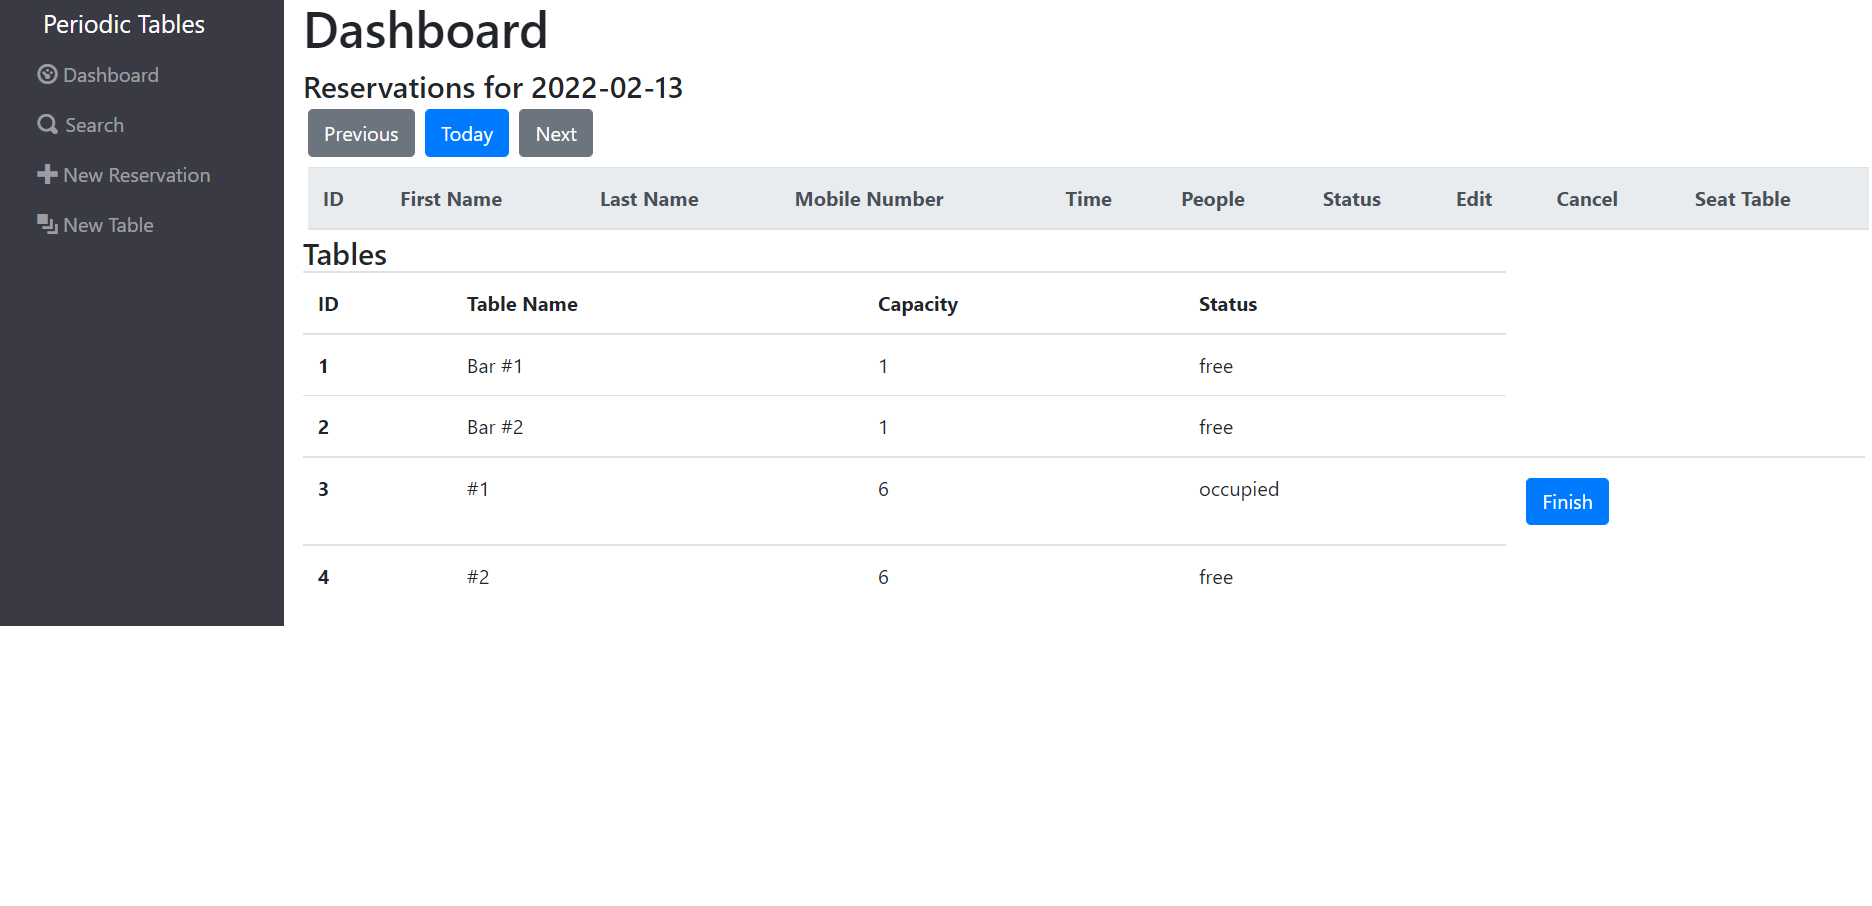 Periodic Tables
Dashboard
Search
New Reservation
New Table
Dashboard
Reservations for 2022-02-13
Previous Today Next
ID First Name Last Name Mobile Number Time People Status Edit Cancel Seat Table
Tables
ID Table Name Capacity Status
1 Bar #1 1 free
2 Bar #2 1 free
3 #1 6 occupied Finish
4 #2 6 free